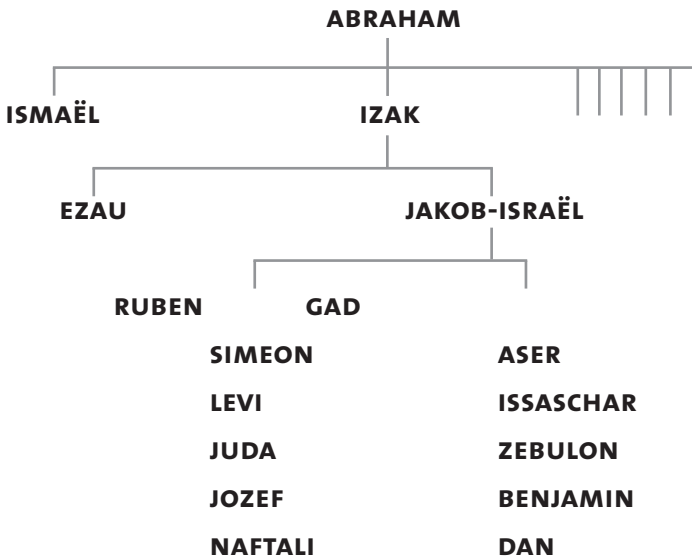 ABRAHAM
ISMAËL IZAK
EZAU JAKOB-ISRAËL
RUBEN GAD
SIMEON ASER
LEVI ISSASCHAR
JUDA ZEBULON
JOZEF BENJAMIN
NAFTALI DAN